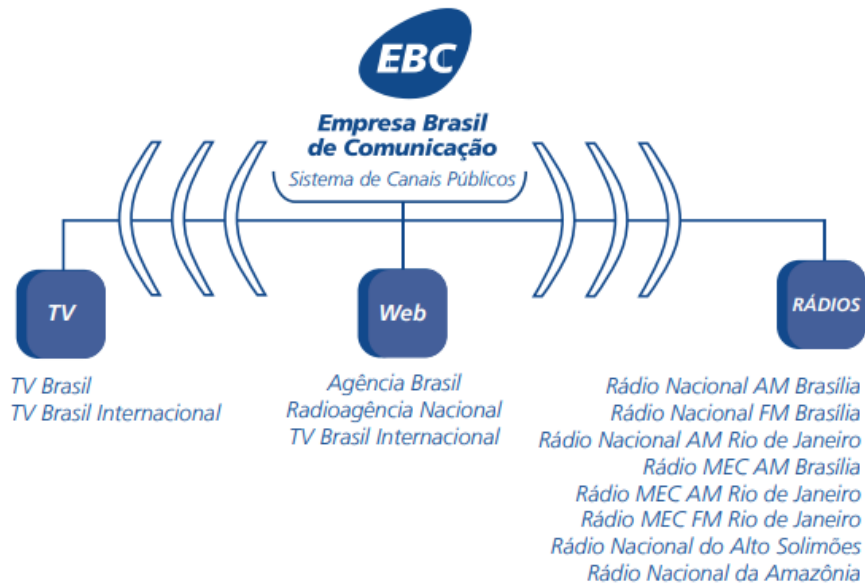 EBC
Empresa Brasil
de Comunicação
Sistema de Canais Públicos
TV
TV Brasil
TV Brasil Internacional
Web
Agência Brasil
Radioagência Nacional
TV Brasil Internacional
RÁDIOS
Rádio Nacional AM Brasília
Rádio Nacional FM Brasília
Rádio Nacional AM Rio de Janeiro
Rádio MEC AM Brasília
Rádio MEC AM Rio de Janeiro
Rádio MEC FM Rio de Janeiro
Rádio Nacional do Alto Solimões
Rádio Nacional da Amazônia